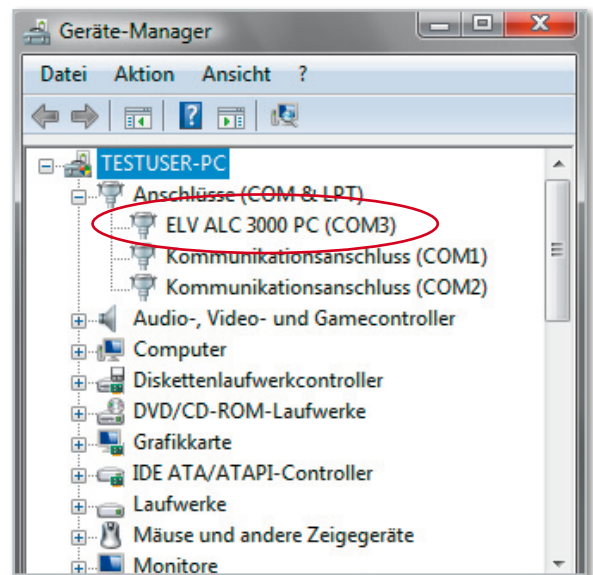 Geräte-Manager
Datei Aktion Ansicht ?
TESTUSER-PC
Anschlüsse (COM & LPT)
ELV ALC 3000 PC (COM3)
Kommunikationsanschluss (COM1)
Kommunikationsanschluss (COM2)
Audio-, Video- und Gamecontroller
Computer
Diskettenlaufwerkcontroller
DVD/CD-ROM-Laufwerke
Grafikkarte
IDE ATA/ATAPI-Controller
Laufwerke
Mäuse und andere Zeigegeräte
Monitore